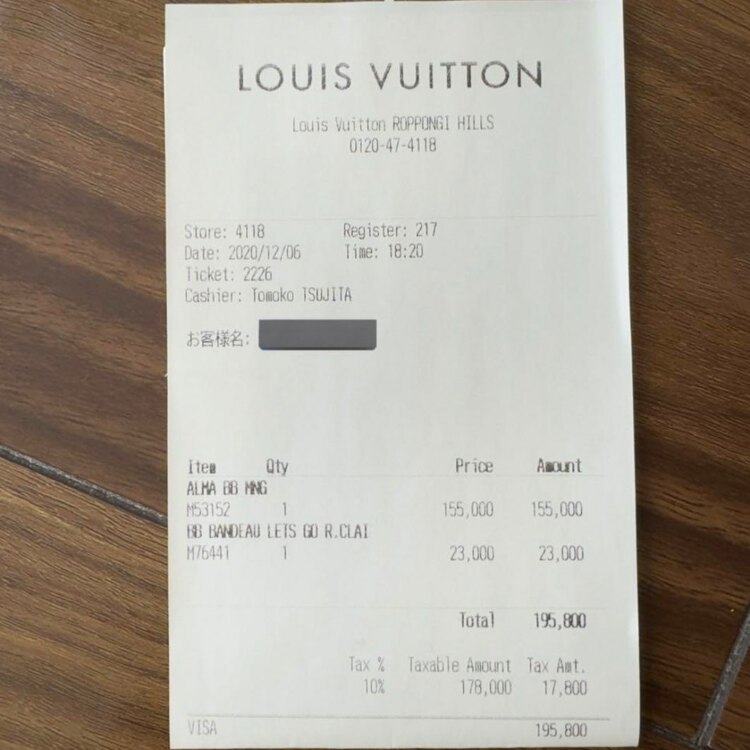 LOUIS VUITTON
Louis Vuitton ROPPONGI HILLS
0120-47-4118
Store: 4118 Register: 217
Date: 2020/12/06 Time: 18:20
Ticket: 2226
Cashier: Tomoko TSUJITA
お客様名:
Item Qty Price Amount
ALMA BB MNG
M53152 1 155,000 155,000
BB BANDEAU LETS GO R.CLAI
M76441 1 23,000 23,000
Total 195,800
Tax % Taxable Amount Tax Amt.
10% 178,000 17,800
VISA 195,800